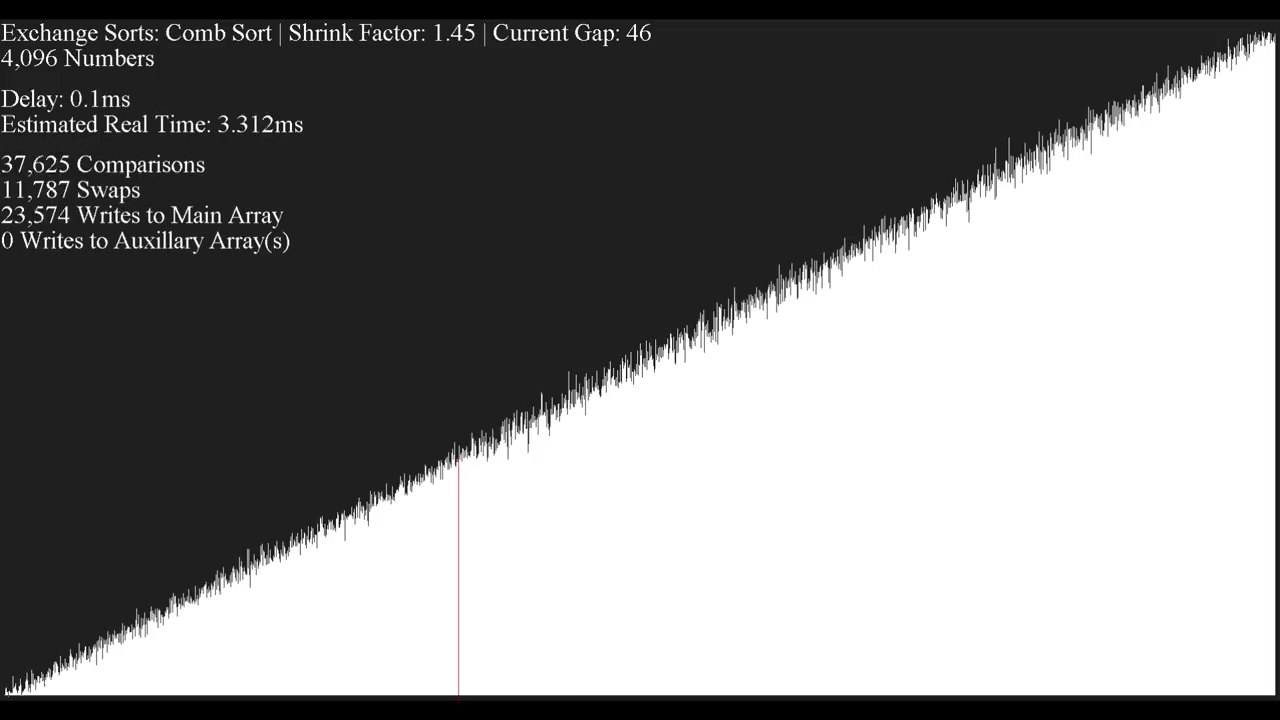 Exchange Sorts: Comb Sort | Shrink Factor: 1.45 | Current Gap: 46
4,096 Numbers
Delay: 0.1ms
Estimated Real Time: 3.312ms
37,625 Comparisons
11,787 Swaps
23,574 Writes to Main Array
0 Writes to Auxillary Array(s)